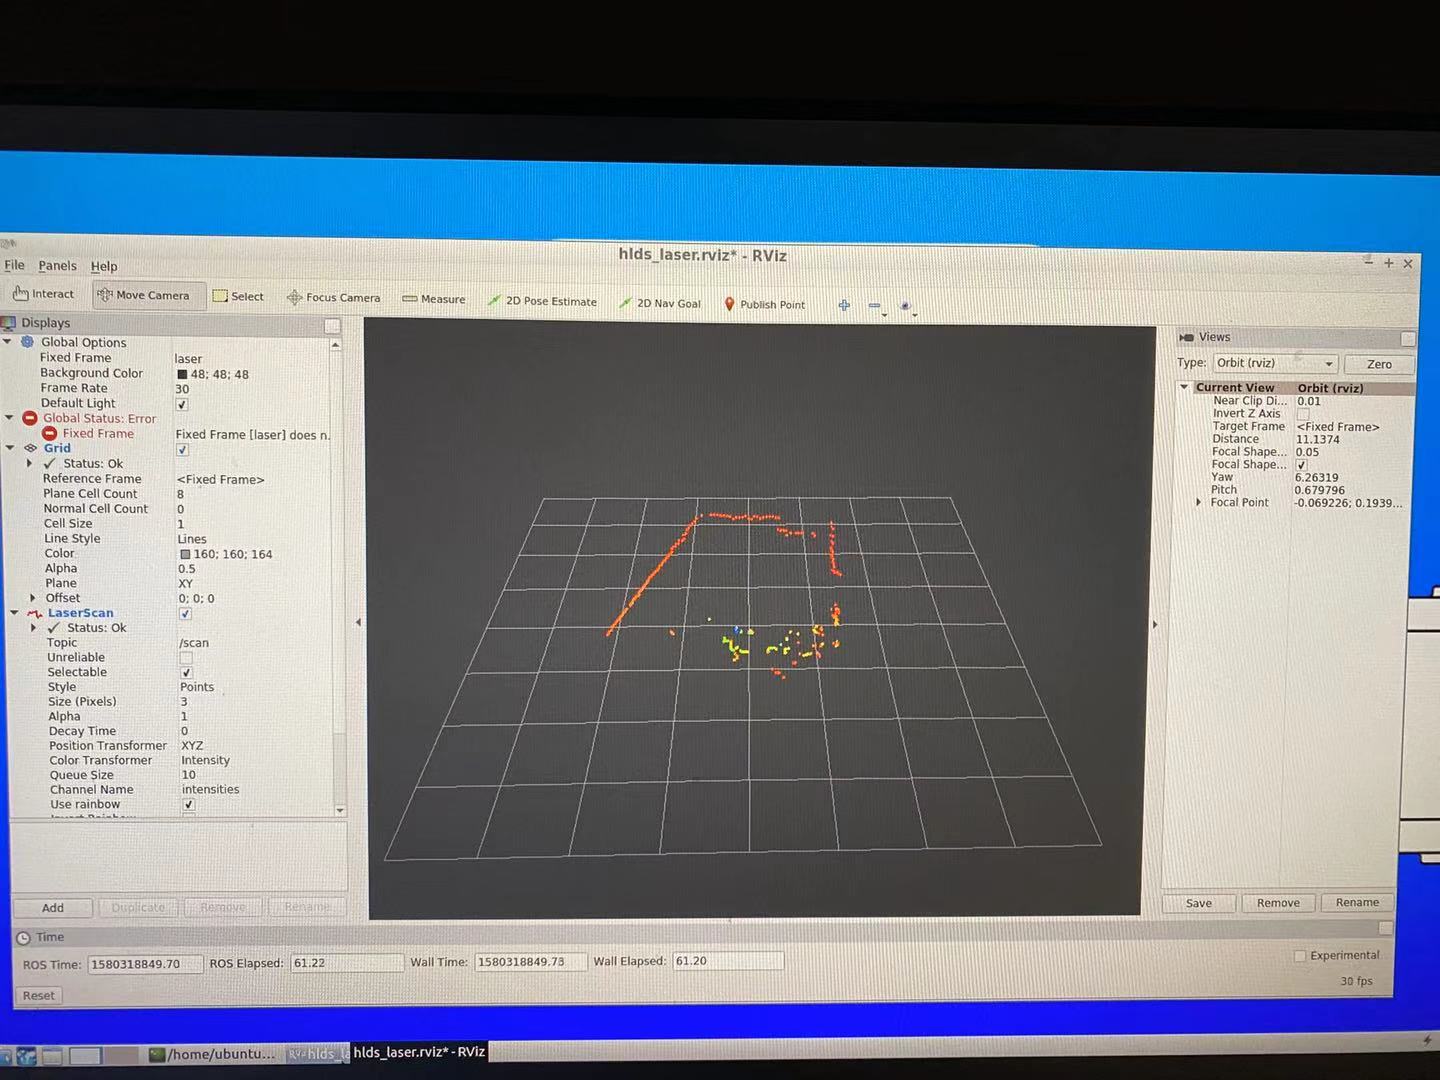 hlds_laser.rviz* - RViz
File Panels Help
Interact Move Camera Select Focus Camera Measure 2D Pose Estimate 2D Nav Goal Publish Point
Displays
Global Options
Fixed Frame laser
Background Color 48; 48; 48
Frame Rate 30
Default Light
Global Status: Error
Fixed Frame Fixed Frame [laser] does n.
Grid
Status: Ok
Reference Frame <Fixed Frame>
Plane Cell Count 8
Normal Cell Count 0
Cell Size 1
Line Style Lines
Color 160; 160; 164
Alpha 0.5
Plane XY
Offset 0; 0; 0
LaserScan
Status: Ok
Topic /scan
Unreliable
Selectable
Style Points
Size (Pixels) 3
Alpha 1
Decay Time 0
Position Transformer XYZ
Color Transformer Intensity
Queue Size 10
Channel Name intensities
Use rainbow
Add Duplicate Remove Rename
Views
Type: Orbit (rviz) Zero
Current View Orbit (rviz)
Near Clip Di... 0.01
Invert Z Axis
Target Frame <Fixed Frame>
Distance 11.1374
Focal Shape... 0.05
Focal Shape...
Yaw 6.26319
Pitch 0.679796
Focal Point -0.069226; 0.1939...
Save Remove Rename
Time
ROS Time: 1580318849.70 ROS Elapsed: 61.22 Wall Time: 1580318849.73 Wall Elapsed: 61.20 Experimental
Reset 30 fps
/home/ubuntu... hlds_la hlds_laser.rviz* - RViz